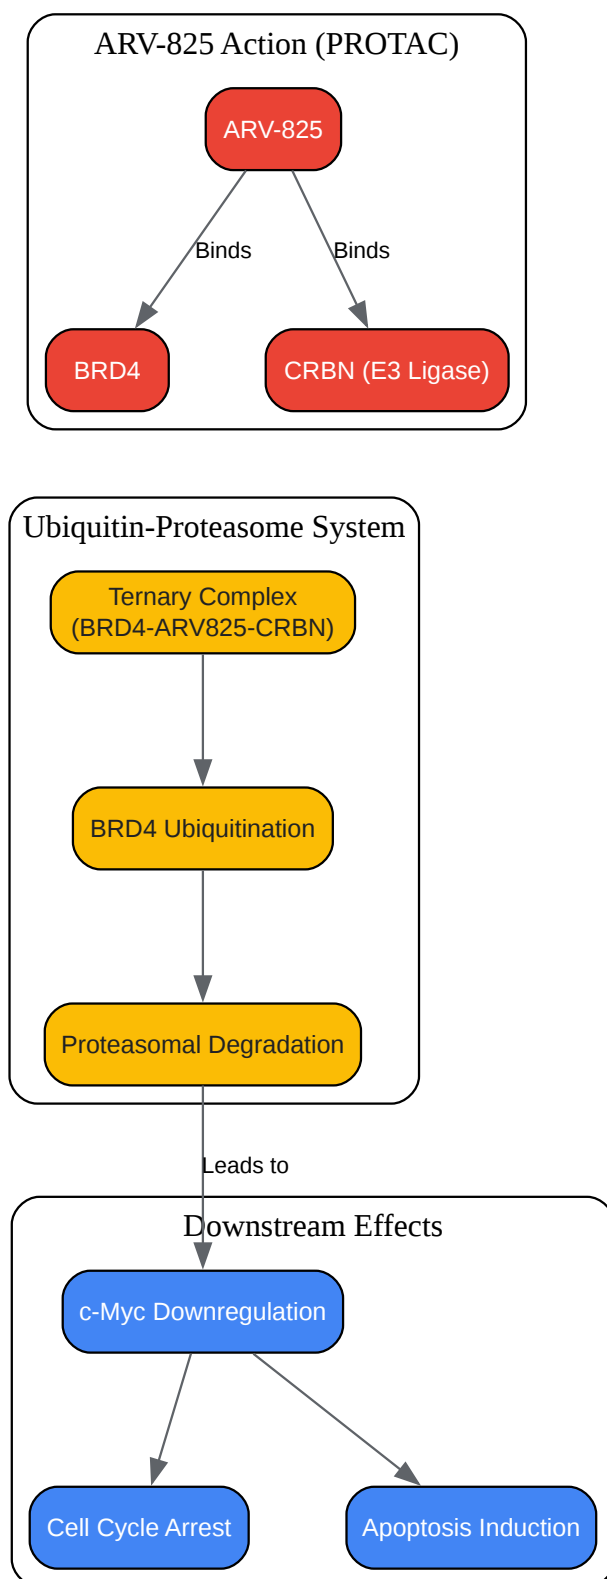 ARV-825 Action (PROTAC)
ARV-825
Binds
Binds
BRD4
CRBN (E3 Ligase)
Ubiquitin-Proteasome System
Ternary Complex
(BRD4-ARV825-CRBN)
BRD4 Ubiquitination
Proteasomal Degradation
Leads to
Downstream Effects
c-Myc Downregulation
Cell Cycle Arrest
Apoptosis Induction